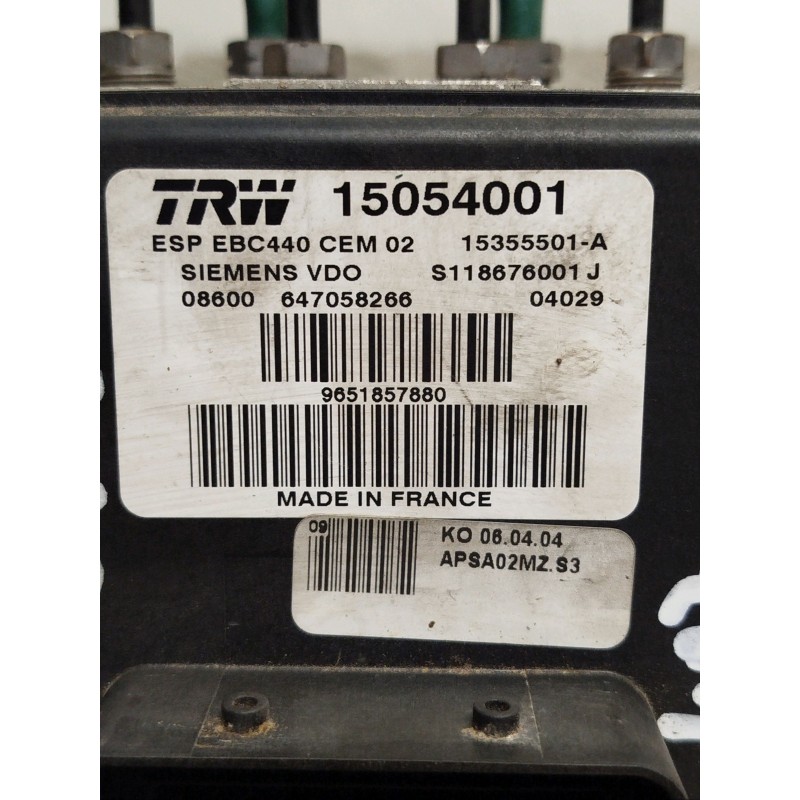 TRW 15054001
ESP EBC440 CEM 02 15355501-A
SIEMENS VDO S118676001 J
08600 647058266 04029
9651857880
MADE IN FRANCE
09
KO 06.04.04
APSA02MZ.S3